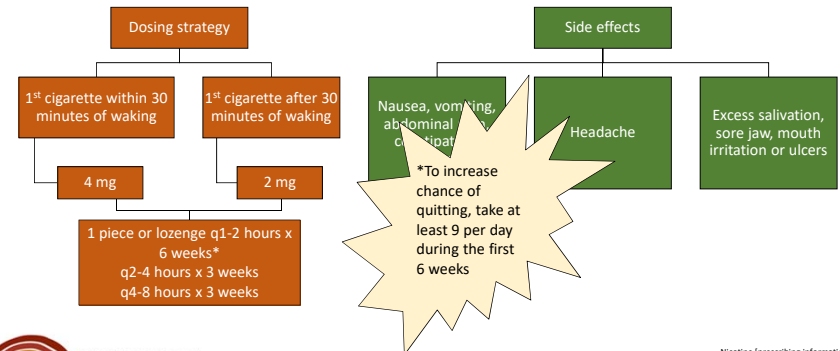 Dosing strategy
1st cigarette within 30
minutes of waking
1st cigarette after 30
minutes of waking
4 mg
2 mg
1 piece or lozenge q1-2 hours x
6 weeks*
q2-4 hours x 3 weeks
q4-8 hours x 3 weeks
Side effects
Nausea, vomiting,
abdominal
Headache
Excess salivation,
sore jaw, mouth
irritation or ulcers
*To increase
chance of
quitting, take at
least 9 per day
during the first
6 weeks